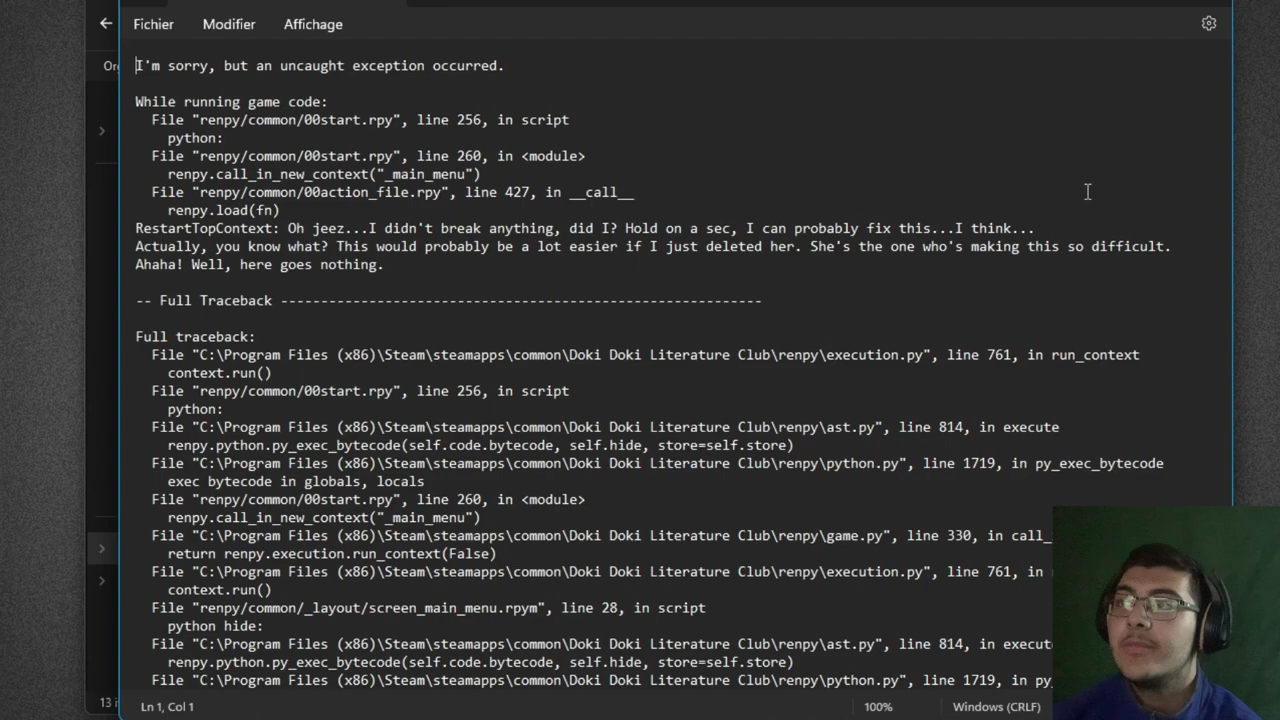 Fichier Modifier Affichage
Org
I'm sorry, but an uncaught exception occurred.
While running game code:
File "renpy/common/00start.rpy", line 256, in script
python:
File "renpy/common/00start.rpy", line 260, in <module>
renpy.call_in_new_context("_main_menu")
File "renpy/common/00action_file.rpy", line 427, in __call__
renpy.load(fn)
RestartTopContext: Oh jeez...I didn't break anything, did I? Hold on a sec, I can probably fix this...I think...
Actually, you know what? This would probably be a lot easier if I just deleted her. She's the one who's making this so difficult.
Ahaha! Well, here goes nothing.
-- Full Traceback ------------------------------------------------------------
Full traceback:
File "C:\Program Files (x86)\Steam\steamapps\common\Doki Doki Literature Club\renpy\execution.py", line 761, in run_context
context.run()
File "renpy/common/00start.rpy", line 256, in script
python:
File "C:\Program Files (x86)\Steam\steamapps\common\Doki Doki Literature Club\renpy\ast.py", line 814, in execute
renpy.python.py_exec_bytecode(self.code.bytecode, self.hide, store=self.store)
File "C:\Program Files (x86)\Steam\steamapps\common\Doki Doki Literature Club\renpy\python.py", line 1719, in py_exec_bytecode
exec bytecode in globals, locals
File "renpy/common/00start.rpy", line 260, in <module>
renpy.call_in_new_context("_main_menu")
File "C:\Program Files (x86)\Steam\steamapps\common\Doki Doki Literature Club\renpy\game.py", line 330, in call_
return renpy.execution.run_context(False)
File "C:\Program Files (x86)\Steam\steamapps\common\Doki Doki Literature Club\renpy\execution.py", line 761, in
context.run()
File "renpy/common/_layout/screen_main_menu.rpym", line 28, in script
python hide:
File "C:\Program Files (x86)\Steam\steamapps\common\Doki Doki Literature Club\renpy\ast.py", line 814, in execute
renpy.python.py_exec_bytecode(self.code.bytecode, self.hide, store=self.store)
File "C:\Program Files (x86)\Steam\steamapps\common\Doki Doki Literature Club\renpy\python.py", line 1719, in py_
13 Ln 1, Col 1 100% Windows (CRLF)